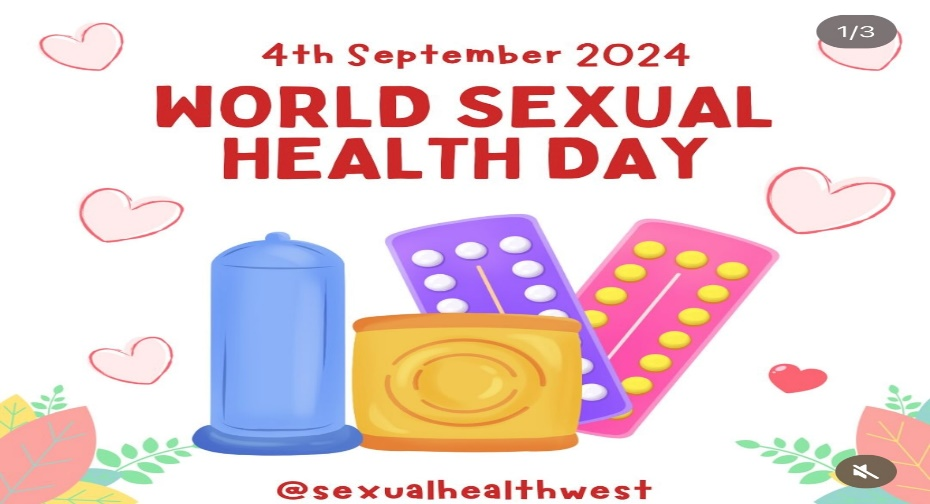 1/3
4th September 2024
WORLD SEXUAL
HEALTH DAY
@sexualhealthwest